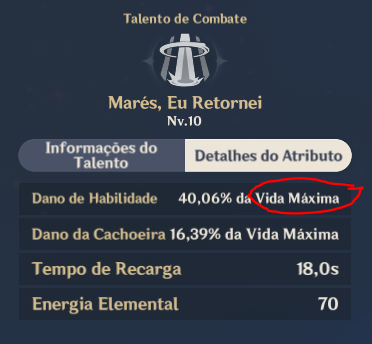 Talento de Combate
Marés, Eu Retornei
Nv.10
Informações do Talento
Detalhes do Atributo
Dano de Habilidade 40,06% da Vida Máxima
Dano da Cachoeira 16,39% da Vida Máxima
Tempo de Recarga 18,0s
Energia Elemental 70